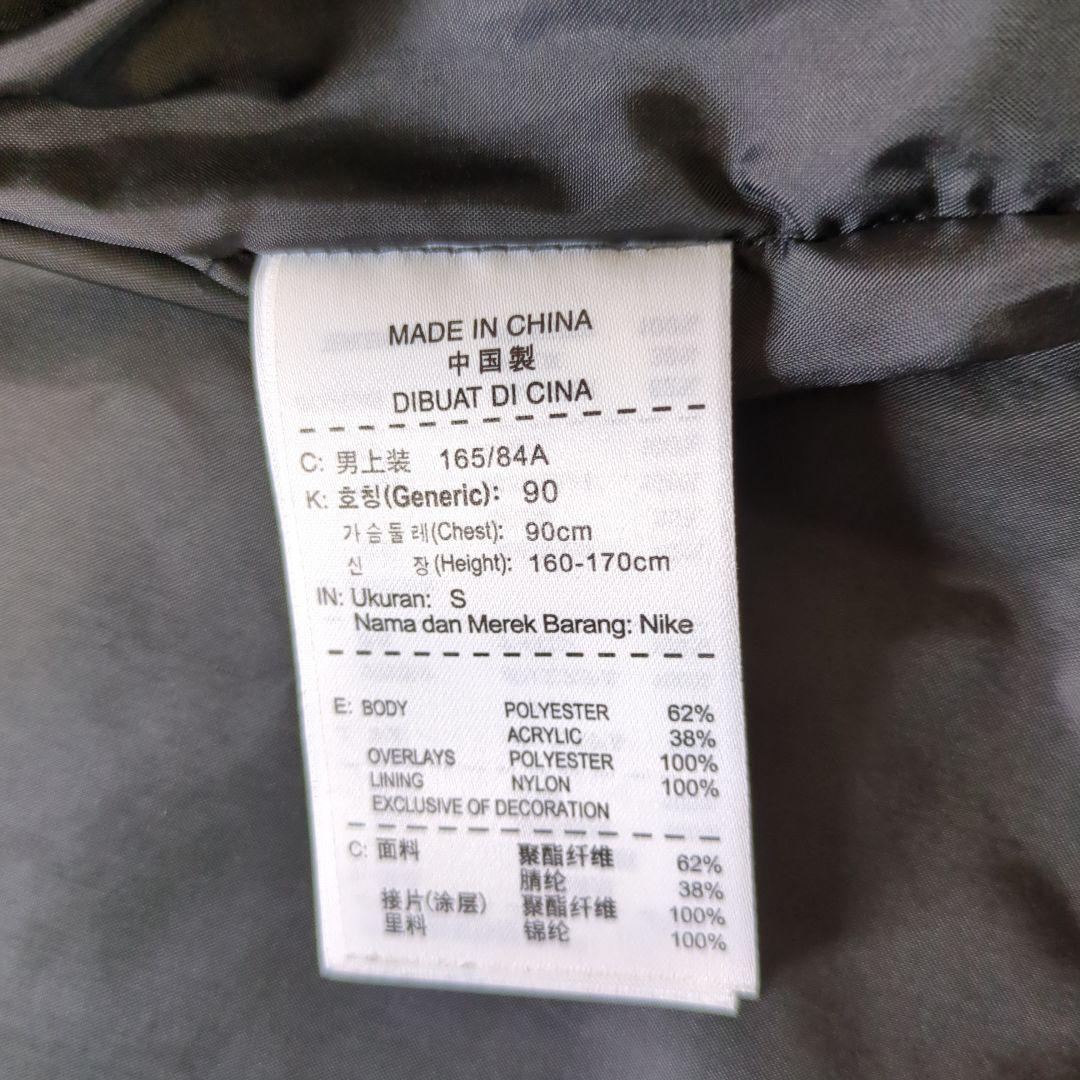 MADE IN CHINA
中国製
DIBUAT DI CINA
C: 男上装 165/84A
K: 호칭(Generic): 90
가슴둘레(Chest): 90cm
신 장(Height): 160-170cm
IN: Ukuran: S
Nama dan Merek Barang: Nike
E: BODY POLYESTER 62%
ACRYLIC 38%
OVERLAYS POLYESTER 100%
LINING NYLON 100%
EXCLUSIVE OF DECORATION
C: 面料 聚酯纤维 62%
腈纶 38%
接片(涂层) 聚酯纤维 100%
里料 锦纶 100%